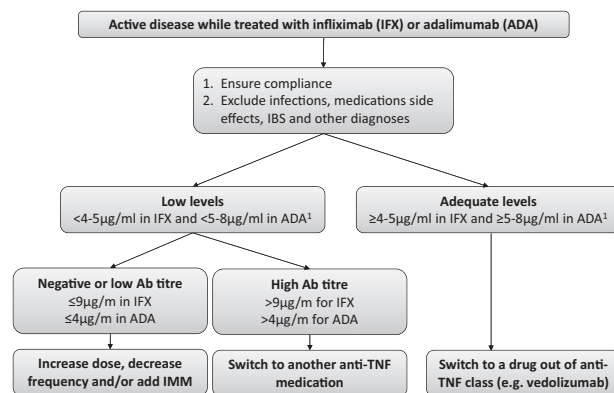 Active disease while treated with infliximab (IFX) or adalimumab (ADA)
1. Ensure compliance
2. Exclude infections, medications side
effects, IBS and other diagnoses
Low levels
<4-5μg/ml in IFX and <5-8μg/ml in ADA¹
Adequate levels
≥4-5μg/ml in IFX and ≥5-8μg/ml in ADA¹
Negative or low Ab titre
≤9μg/m in IFX
≤4μg/m in ADA
High Ab titre
>9μg/m for IFX
>4μg/m for ADA
Increase dose, decrease
frequency and/or add IMM
Switch to another anti-TNF
medication
Switch to a drug out of anti-
TNF class (e.g. vedolizumab)